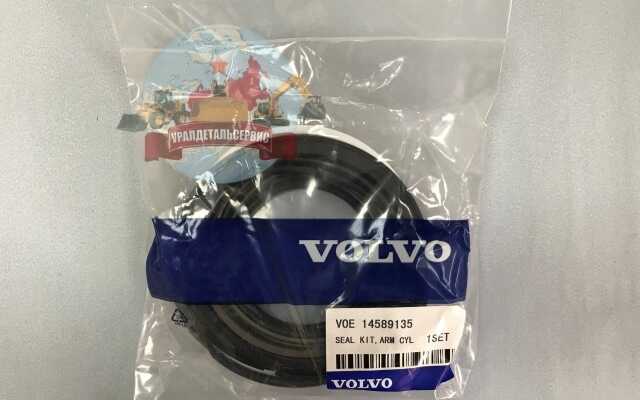 УРАЛДЕТАЛЬСЕРВИС
VOLVO
VOE 14589135
SEAL KIT, ARM CYL 1SET
VOLVO